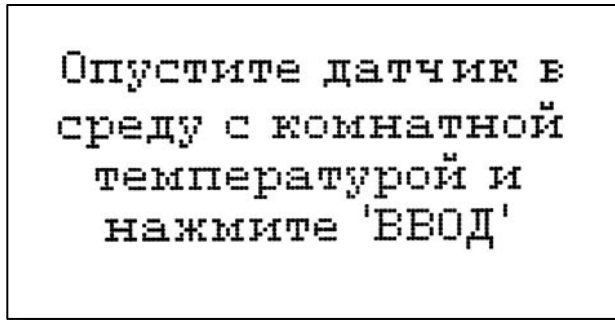 Опустите датчик в
среду с комнатной
температурой и
нажмите 'ВВОД'